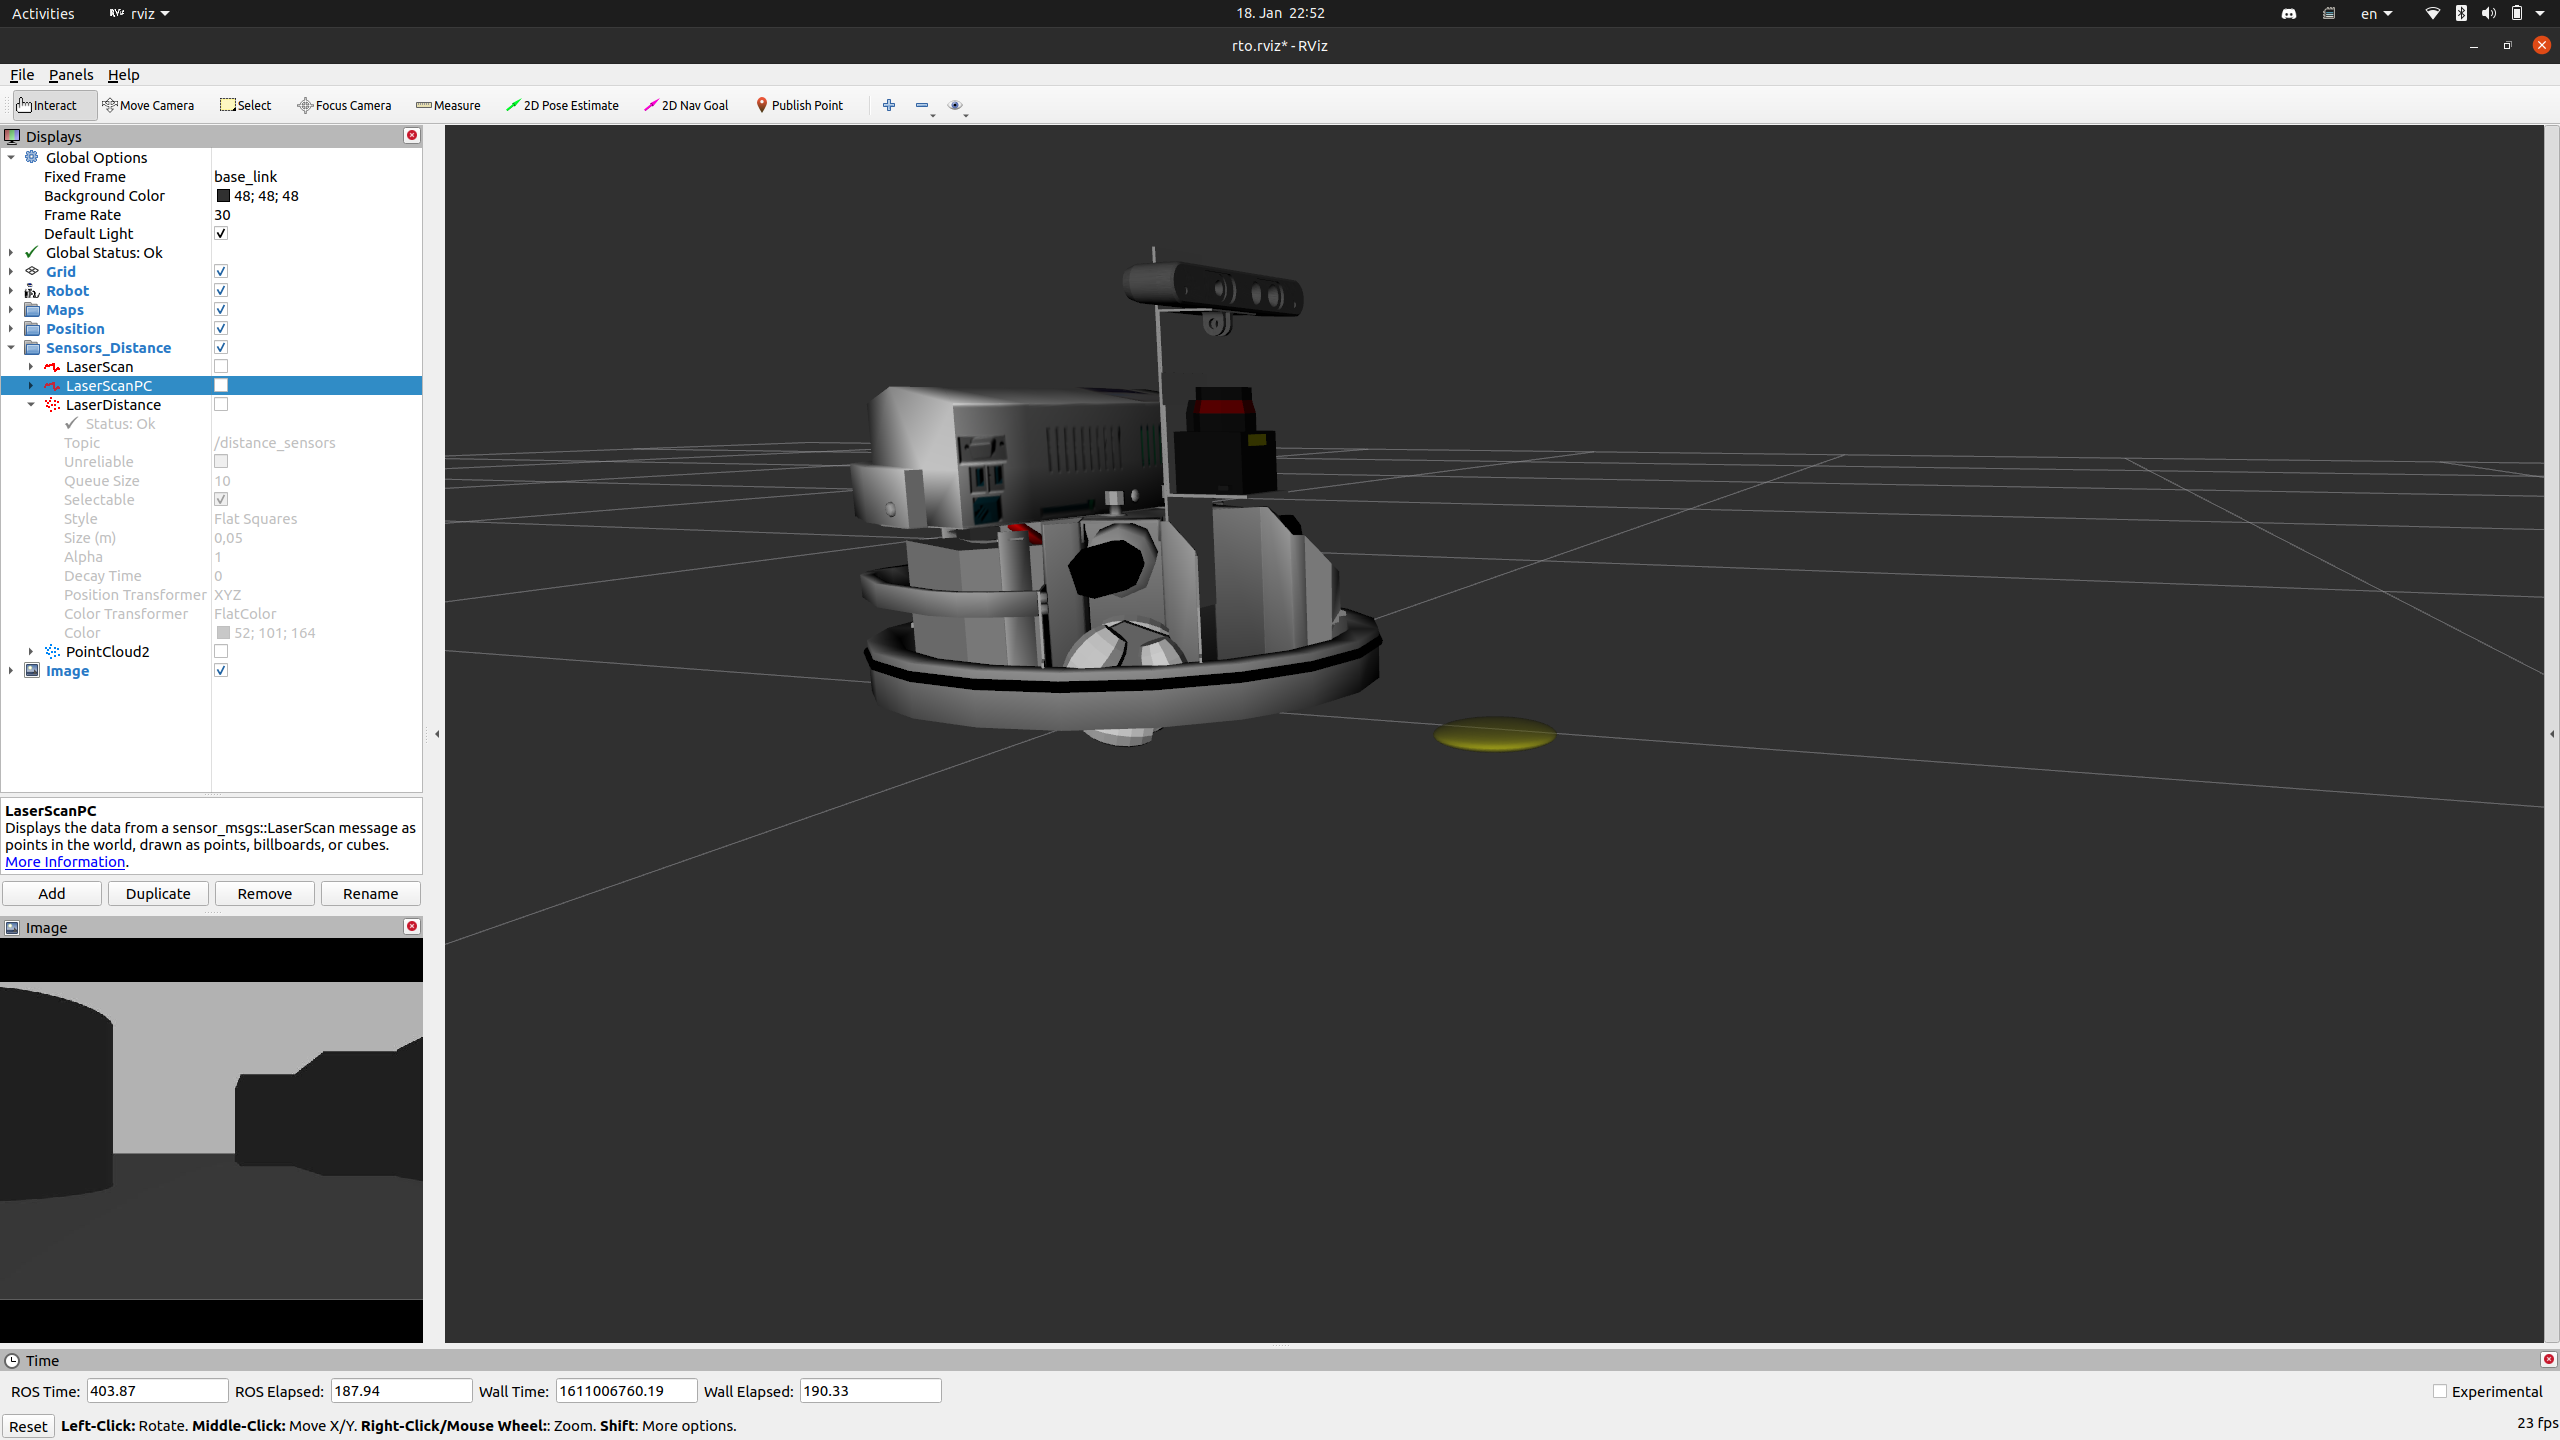 Activities rviz 18. Jan 22:52 en
rto.rviz* - RViz
File Panels Help
Interact Move Camera Select Focus Camera Measure 2D Pose Estimate 2D Nav Goal Publish Point
Displays
Global Options
Fixed Frame base_link
Background Color 48; 48; 48
Frame Rate 30
Default Light
Global Status: Ok
Grid
Robot
Maps
Position
Sensors_Distance
LaserScan
LaserScanPC
LaserDistance
Status: Ok
Topic /distance_sensors
Unreliable
Queue Size 10
Selectable
Style Flat Squares
Size (m) 0,05
Alpha 1
Decay Time 0
Position Transformer XYZ
Color Transformer FlatColor
Color 52; 101; 164
PointCloud2
Image
LaserScanPC
Displays the data from a sensor_msgs::LaserScan message as
points in the world, drawn as points, billboards, or cubes.
More Information.
Add Duplicate Remove Rename
Image
Time
ROS Time: 403.87 ROS Elapsed: 187.94 Wall Time: 1611006760.19 Wall Elapsed: 190.33 Experimental
Reset Left-Click: Rotate. Middle-Click: Move X/Y. Right-Click/Mouse Wheel:: Zoom. Shift: More options. 23 fps